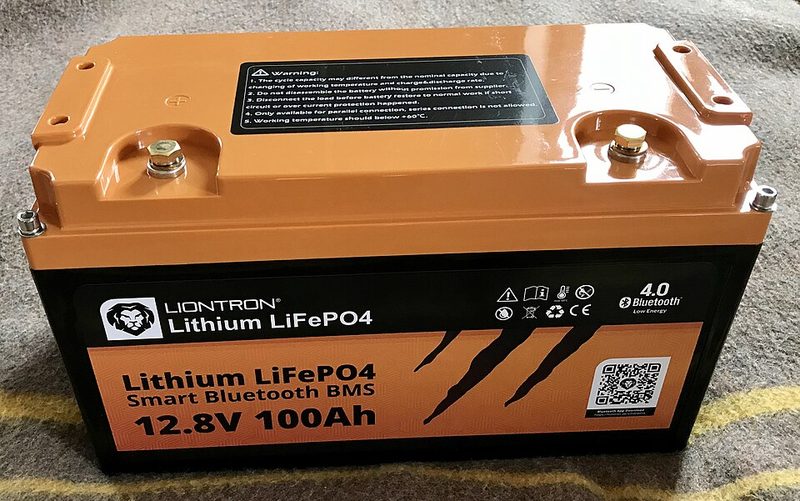 Warning:
1. The cycle capacity may different from the nominal capacity due to
changing of working temperature and charge&discharge rate.
2. Do not disassemble the battery without promission from supplier.
3. Disconnect the load before battery restore to normal work if short
circuit or over current protection happened.
4. Only available for parallel connection, series connection is not allowed.
5. Working temperature should below +60°C.
+
−
LIONTRON®
Lithium LiFePO4
CE
4.0
Bluetooth®
Low Energy
Lithium LiFePO4
Smart Bluetooth BMS
12.8V 100Ah
Bluetooth App Download